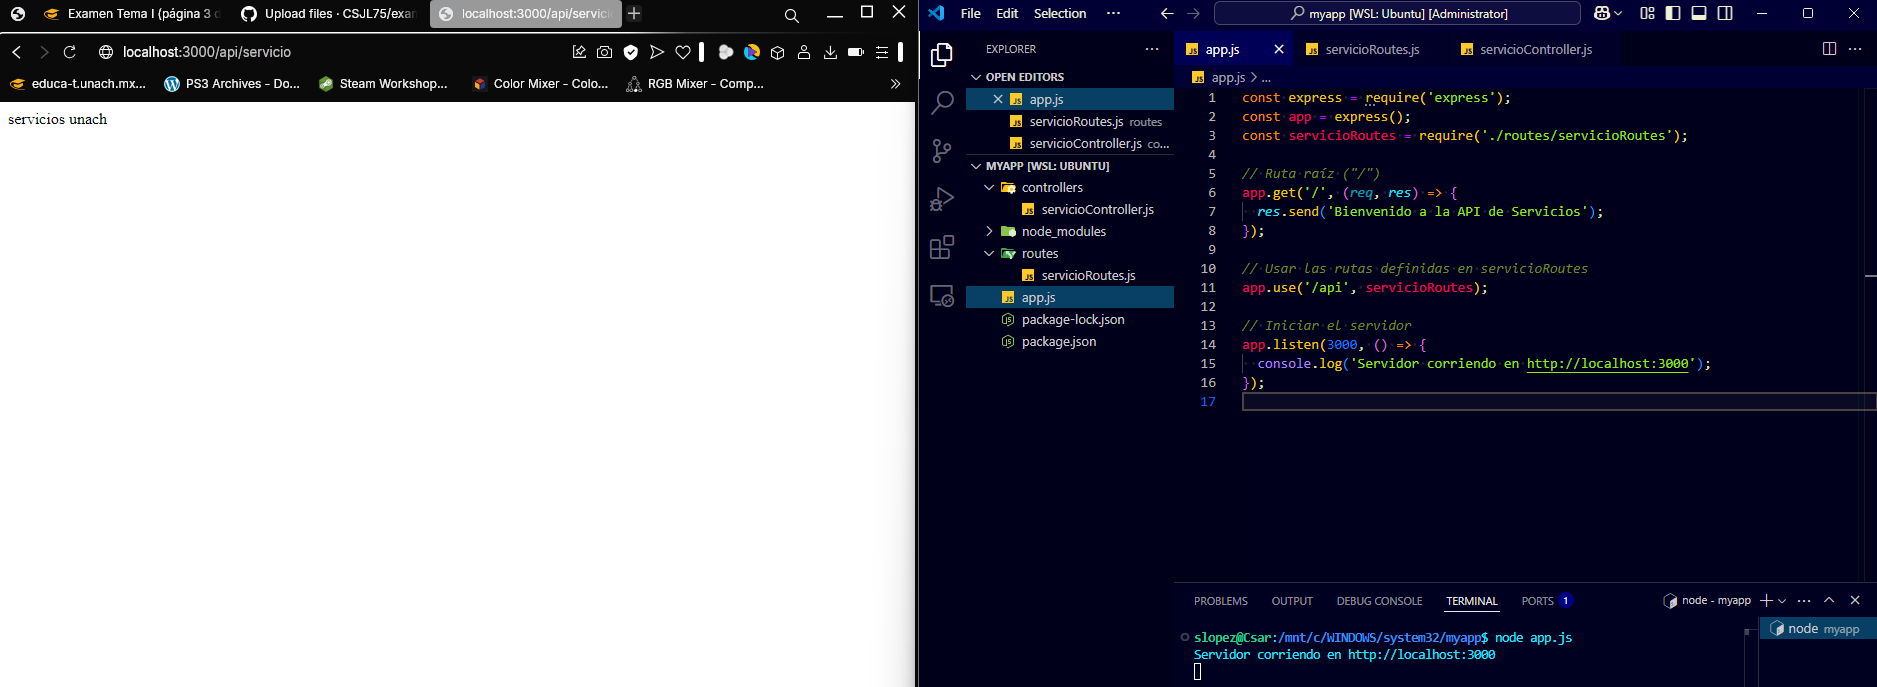 Examen Tema I (página 3 d
Upload files · CSJL75/exan
localhost:3000/api/servicio
localhost:3000/api/servicio
educa-t.unach.mx...
PS3 Archives - Do...
Steam Workshop...
Color Mixer - Colo...
RGB Mixer - Comp...
servicios unach
File Edit Selection ···
myapp [WSL: Ubuntu] [Administrator]
EXPLORER
OPEN EDITORS
app.js
servicioRoutes.js routes
servicioController.js co...
MYAPP [WSL: UBUNTU]
controllers
servicioController.js
node_modules
routes
servicioRoutes.js
app.js
package-lock.json
package.json
app.js
servicioRoutes.js
servicioController.js
app.js > ...
1 const express = require('express');
2 const app = express();
3 const servicioRoutes = require('./routes/servicioRoutes');
4
5 // Ruta raíz ("/")
6 app.get('/', (req, res) => {
7 res.send('Bienvenido a la API de Servicios');
8 });
9
10 // Usar las rutas definidas en servicioRoutes
11 app.use('/api', servicioRoutes);
12
13 // Iniciar el servidor
14 app.listen(3000, () => {
15 console.log('Servidor corriendo en http://localhost:3000');
16 });
17
PROBLEMS OUTPUT DEBUG CONSOLE TERMINAL PORTS 1
node - myapp
slopez@Csar:/mnt/c/WINDOWS/system32/myapp$ node app.js
Servidor corriendo en http://localhost:3000
node myapp